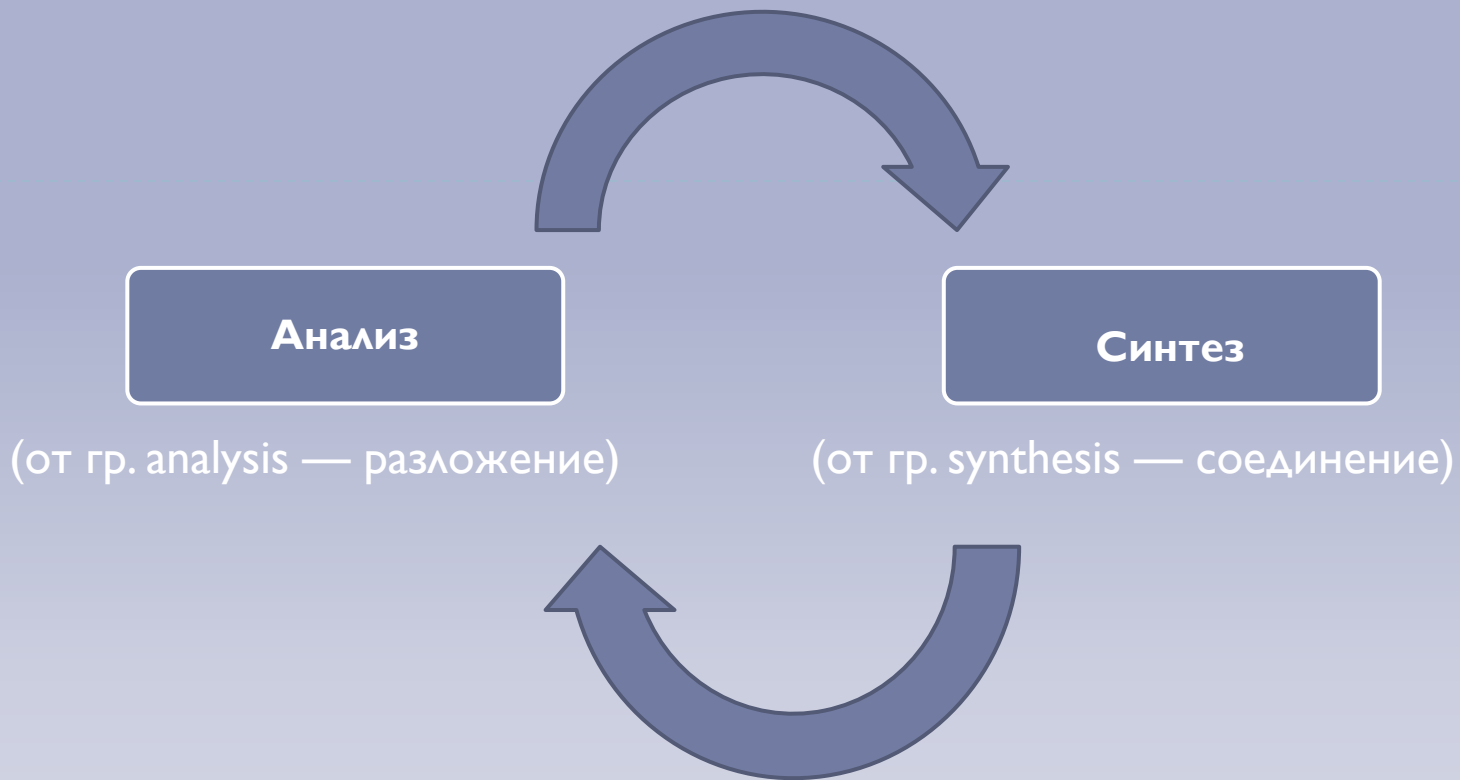 Анализ
Синтез
(от гр. analysis — разложение)
(от гр. synthesis — соединение)